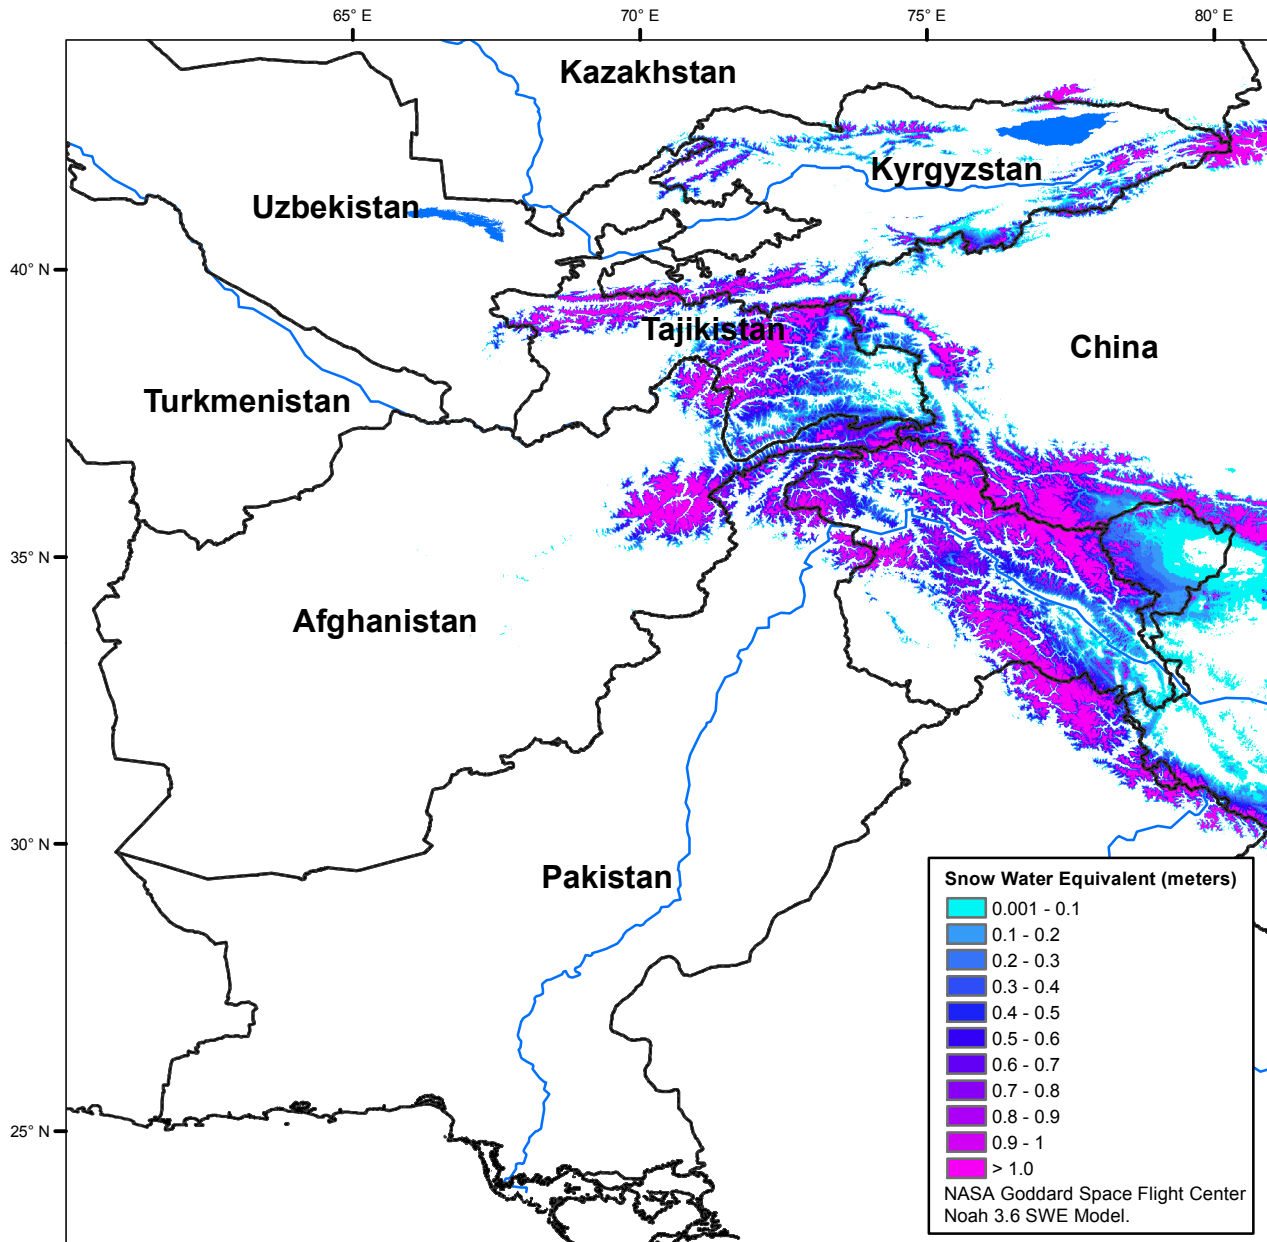 65° E
70° E
75° E
80° E
Kazakhstan
Kyrgyzstan
Uzbekistan
40° N
Tajikistan
China
Turkmenistan
35° N
Afghanistan
30° N
Pakistan
25° N
Snow Water Equivalent (meters)
0.001 - 0.1
0.1 - 0.2
0.2 - 0.3
0.3 - 0.4
0.4 - 0.5
0.5 - 0.6
0.6 - 0.7
0.7 - 0.8
0.8 - 0.9
0.9 - 1
> 1.0
NASA Goddard Space Flight Center
Noah 3.6 SWE Model.